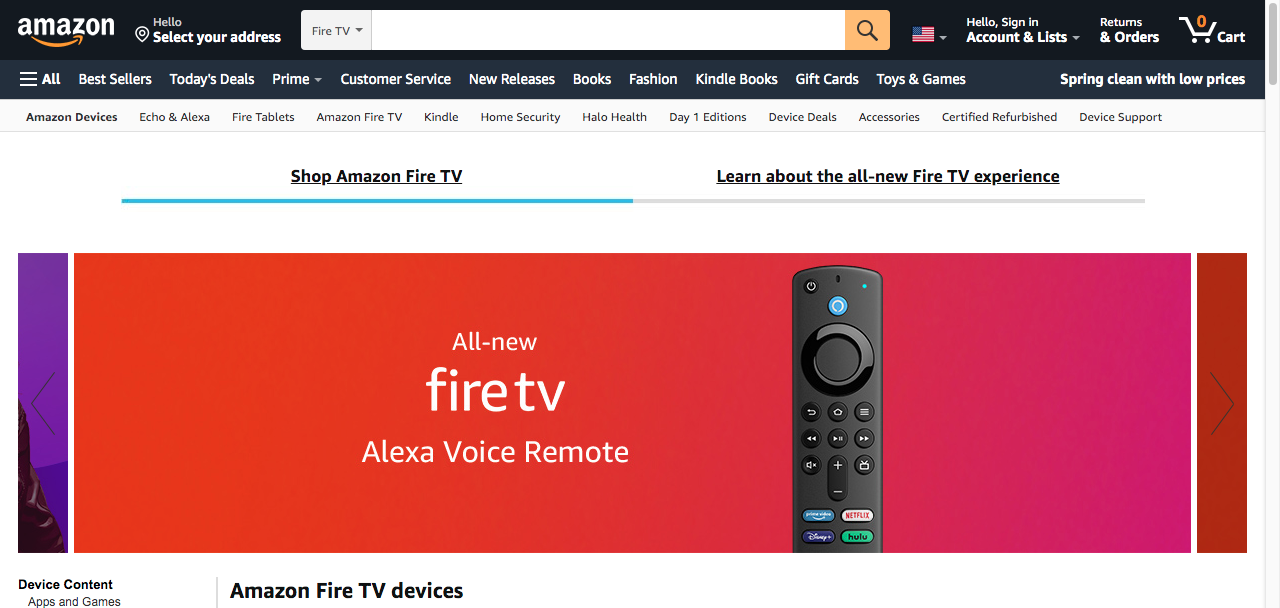 amazon
Hello
Select your address
Fire TV
Hello, Sign in
Account & Lists
Returns
& Orders
0
Cart
All
Best Sellers
Today's Deals
Prime
Customer Service
New Releases
Books
Fashion
Kindle Books
Gift Cards
Toys & Games
Spring clean with low prices
Amazon Devices
Echo & Alexa
Fire Tablets
Amazon Fire TV
Kindle
Home Security
Halo Health
Day 1 Editions
Device Deals
Accessories
Certified Refurbished
Device Support
Shop Amazon Fire TV
Learn about the all-new Fire TV experience
All-new
fire tv
Alexa Voice Remote
prime video
NETFLIX
Disney+
hulu
Device Content
Apps and Games
Amazon Fire TV devices